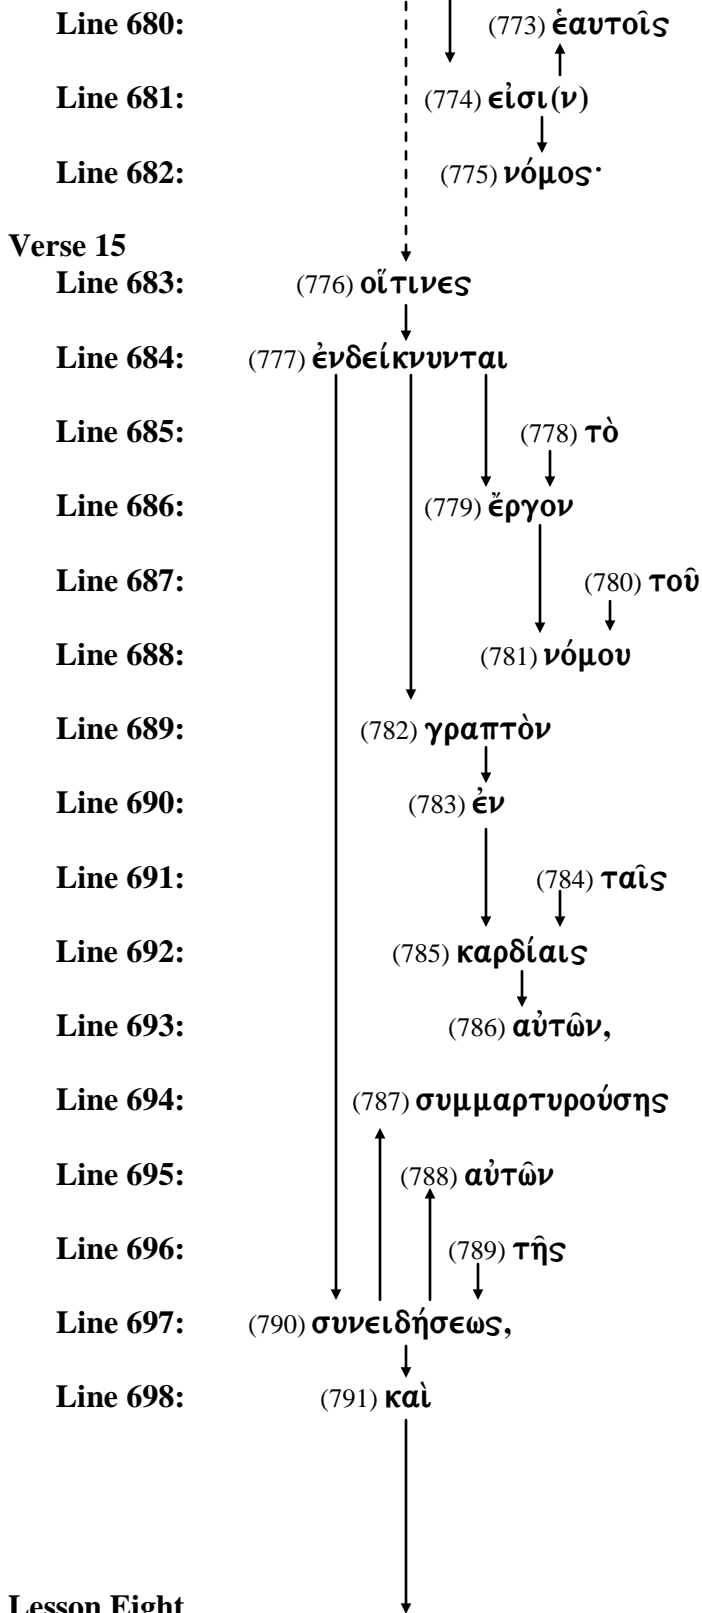 Line 680: (773) ἑαυτοῖς
Line 681: (774) εἰσι(ν)
Line 682: (775) νόμος·
Verse 15
Line 683: (776) οἵτινες
Line 684: (777) ἐνδείκνυνται
Line 685: (778) τὸ
Line 686: (779) ἔργον
Line 687: (780) τοῦ
Line 688: (781) νόμου
Line 689: (782) γραπτὸν
Line 690: (783) ἐν
Line 691: (784) ταῖς
Line 692: (785) καρδίαις
Line 693: (786) αὐτῶν,
Line 694: (787) συμμαρτυρούσης
Line 695: (788) αὐτῶν
Line 696: (789) τῆς
Line 697: (790) συνειδήσεως,
Line 698: (791) καὶ
Lesson Eight